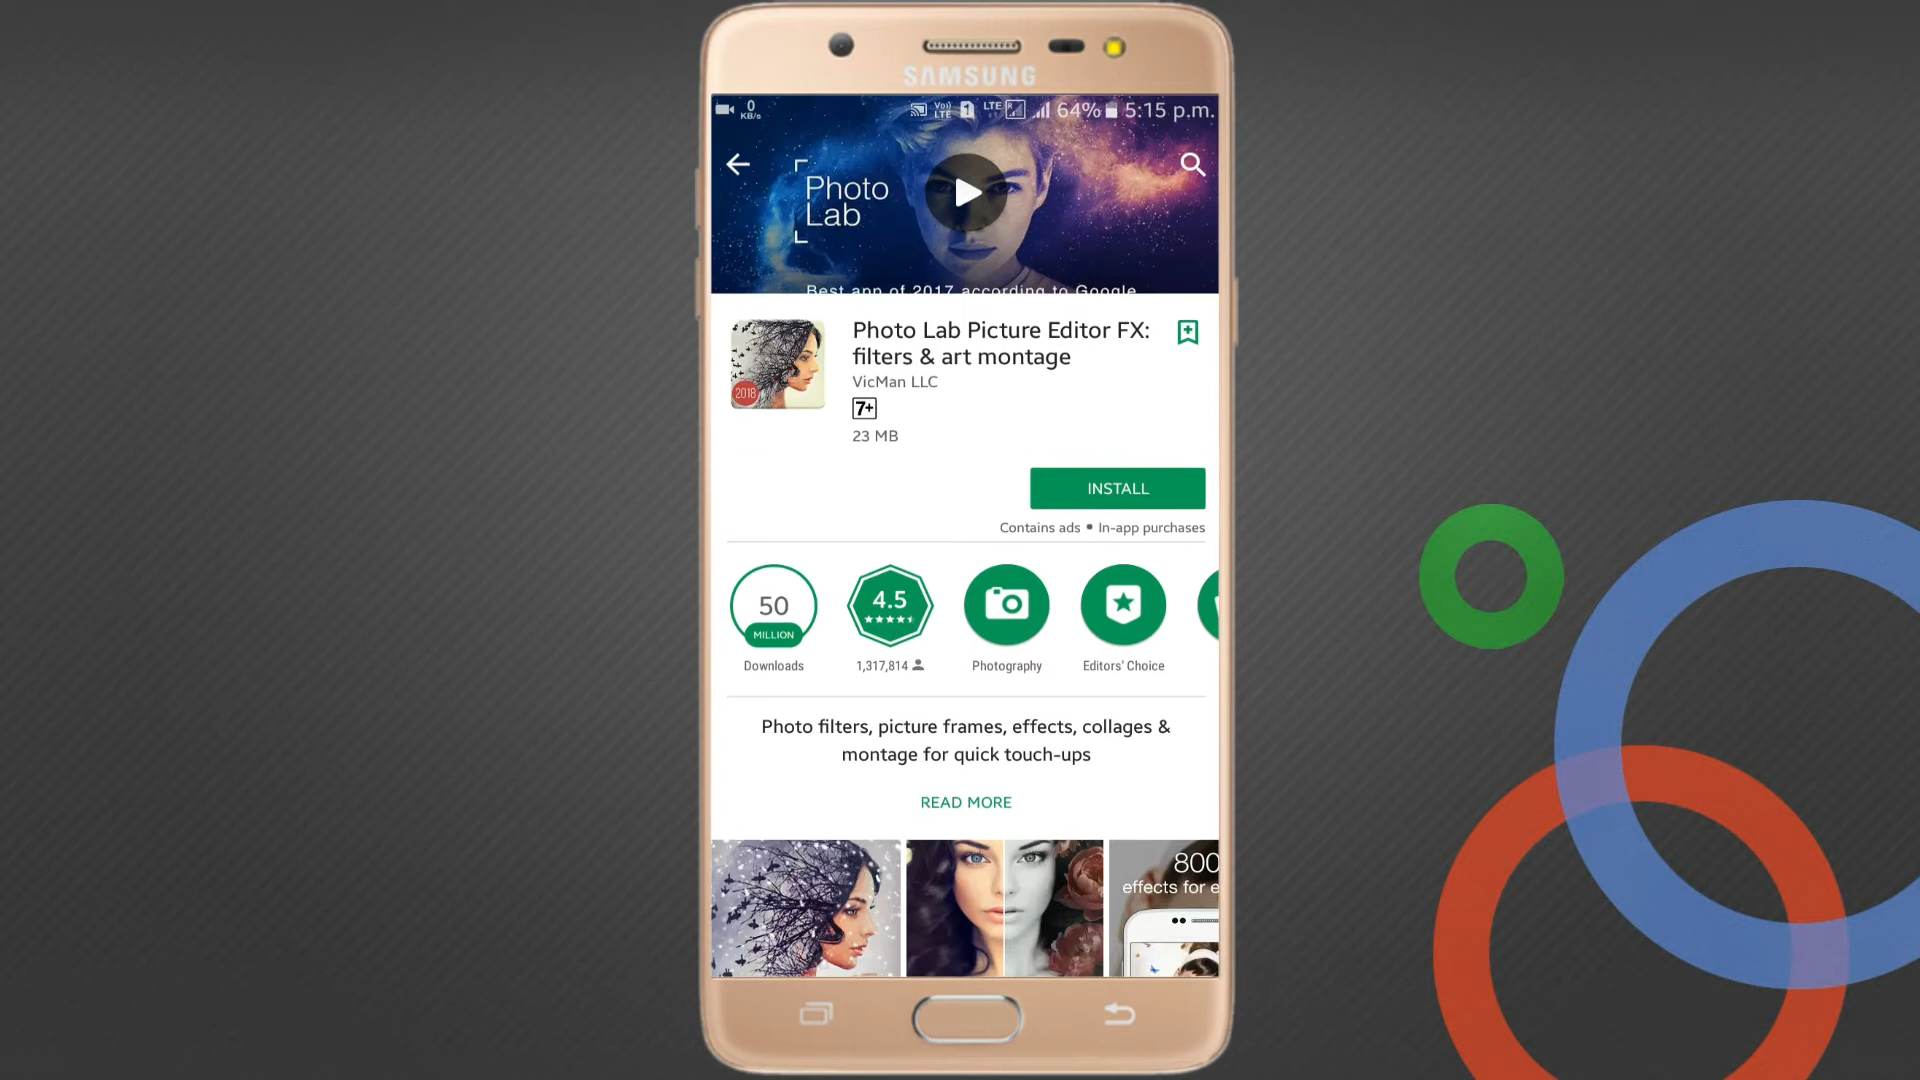 SAMSUNG
0
KB/s
Vo))
LTE
1
LTE
R
64%
5:15 p.m.
Photo
Lab
Best app of 2017 according to Google
Photo Lab Picture Editor FX:
filters & art montage
VicMan LLC
7+
23 MB
2018
INSTALL
Contains ads • In-app purchases
50
MILLION
Downloads
4.5
1,317,814
Photography
Editors' Choice
Photo filters, picture frames, effects, collages &
montage for quick touch-ups
READ MORE
800
effects for e